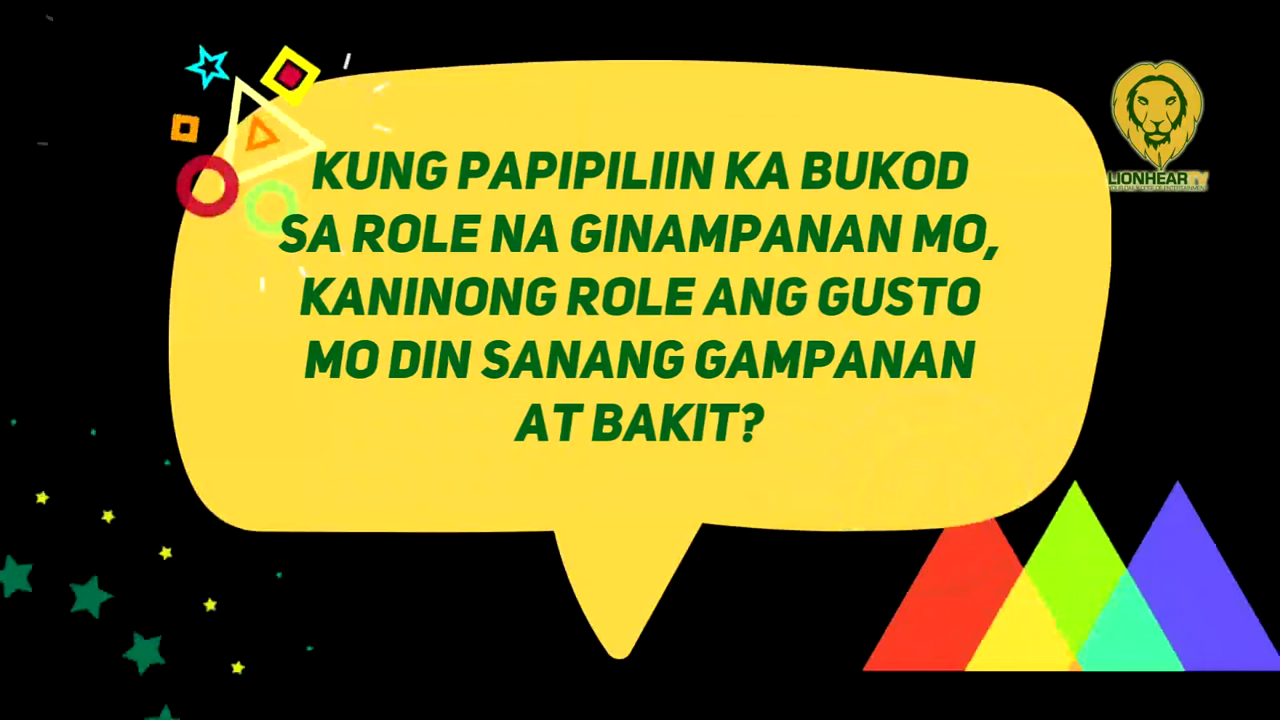 KUNG PAPIPILIIN KA BUKOD
SA ROLE NA GINAMPANAN MO,
KANINONG ROLE ANG GUSTO
MO DIN SANANG GAMPANAN
AT BAKIT?
LIONHEARTV